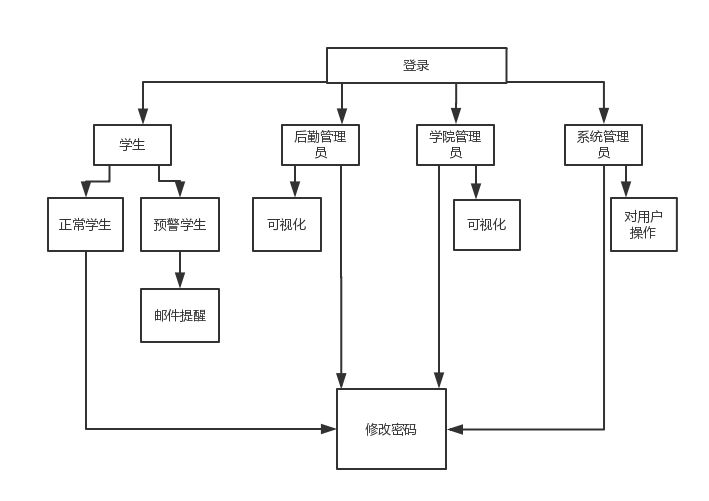 登录
学生
后勤管理
员
学院管理
员
系统管理
员
正常学生
预警学生
可视化
可视化
对用户
操作
邮件提醒
修改密码